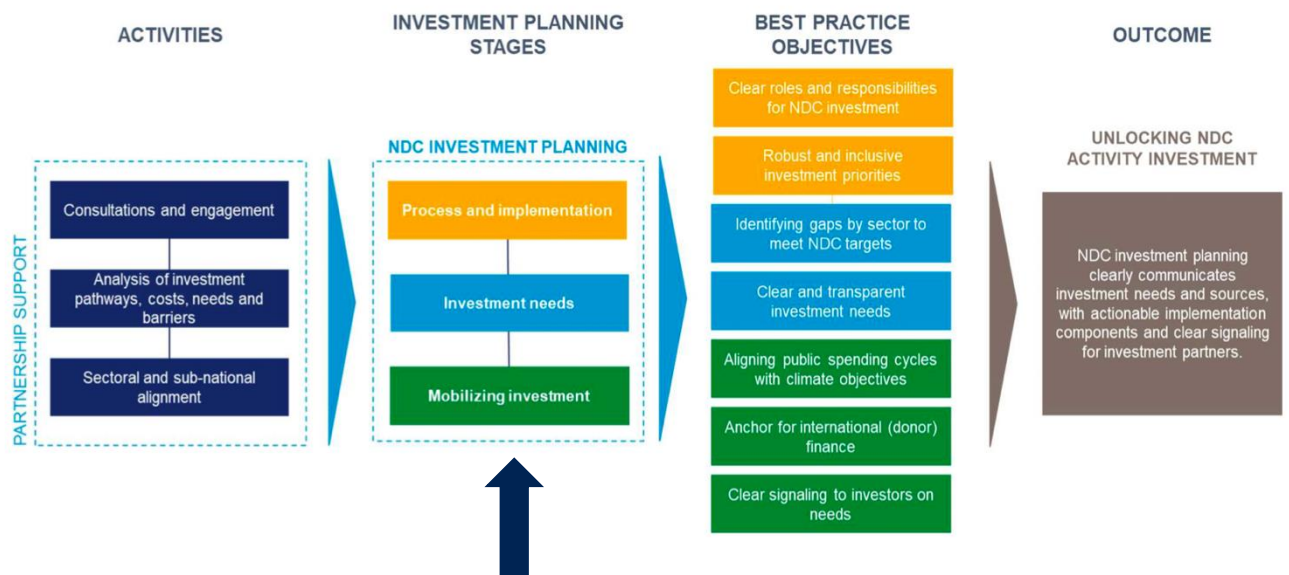 ACTIVITIES
INVESTMENT PLANNING
STAGES
BEST PRACTICE
OBJECTIVES
OUTCOME
PARTNERSHIP SUPPORT
Consultations and engagement
Analysis of investment
pathways, costs, needs and
barriers
Sectoral and sub-national
alignment
NDC INVESTMENT PLANNING
Process and implementation
Investment needs
Mobilizing investment
Clear roles and responsibilities
for NDC investment
Robust and inclusive
investment priorities
Identifying gaps by sector to
meet NDC targets
Clear and transparent
investment needs
Aligning public spending cycles
with climate objectives
Anchor for international (donor)
finance
Clear signaling to investors on
needs
UNLOCKING NDC
ACTIVITY INVESTMENT
NDC investment planning
clearly communicates
investment needs and sources,
with actionable implementation
components and clear signaling
for investment partners.